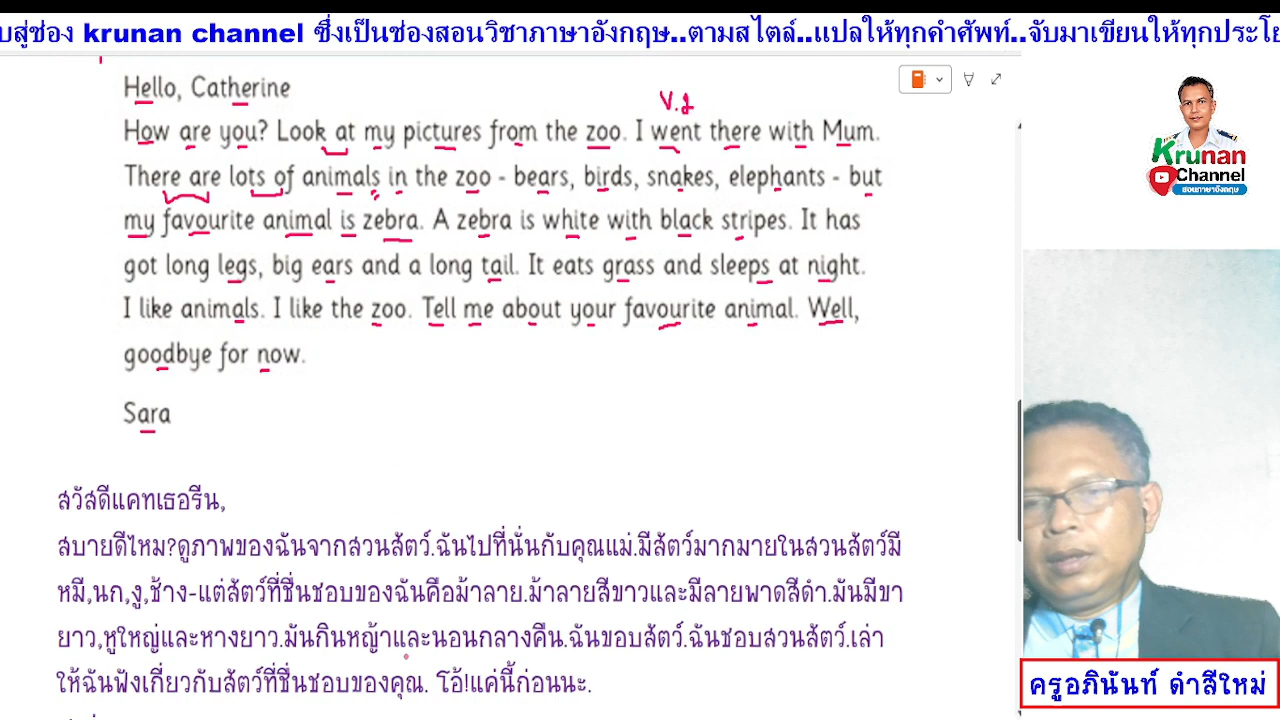 บสู่ช่อง krunan channel ซึ่งเป็นช่องสอนวิชาภาษาอังกฤษ..ตามสไตล์..แปลให้ทุกคำศัพท์..จับมาเขียนให้ทุกประโย
Hello, Catherine
V.2
How are you? Look at my pictures from the zoo. I went there with Mum.
There are lots of animals in the zoo - bears, birds, snakes, elephants - but
my favourite animal is zebra. A zebra is white with black stripes. It has
got long legs, big ears and a long tail. It eats grass and sleeps at night.
I like animals. I like the zoo. Tell me about your favourite animal. Well,
goodbye for now.
Sara
Krunan
Channel
สอนภาษาอังกฤษ
สวัสดีแคทเธอรีน,
สบายดีไหม?ดูภาพของฉันจากสวนสัตว์.ฉันไปที่นั่นกับคุณแม่.มีสัตว์มากมายในสวนสัตว์มี
หมี,นก,งู,ช้าง-แต่สัตว์ที่ชื่นชอบของฉันคือม้าลาย.ม้าลายสีขาวและมีลายพาดสีดำ.มันมีขา
ยาว,หูใหญ่และหางยาว.มันกินหญ้าและนอนกลางคืน.ฉันขอบสัตว์.ฉันชอบสวนสัตว์.เล่า
ให้ฉันฟังเกี่ยวกับสัตว์ที่ชื่นชอบของคุณ. โอ้!แค่นี้ก่อนนะ.
ครูอภินันท์ ดำสีใหม่